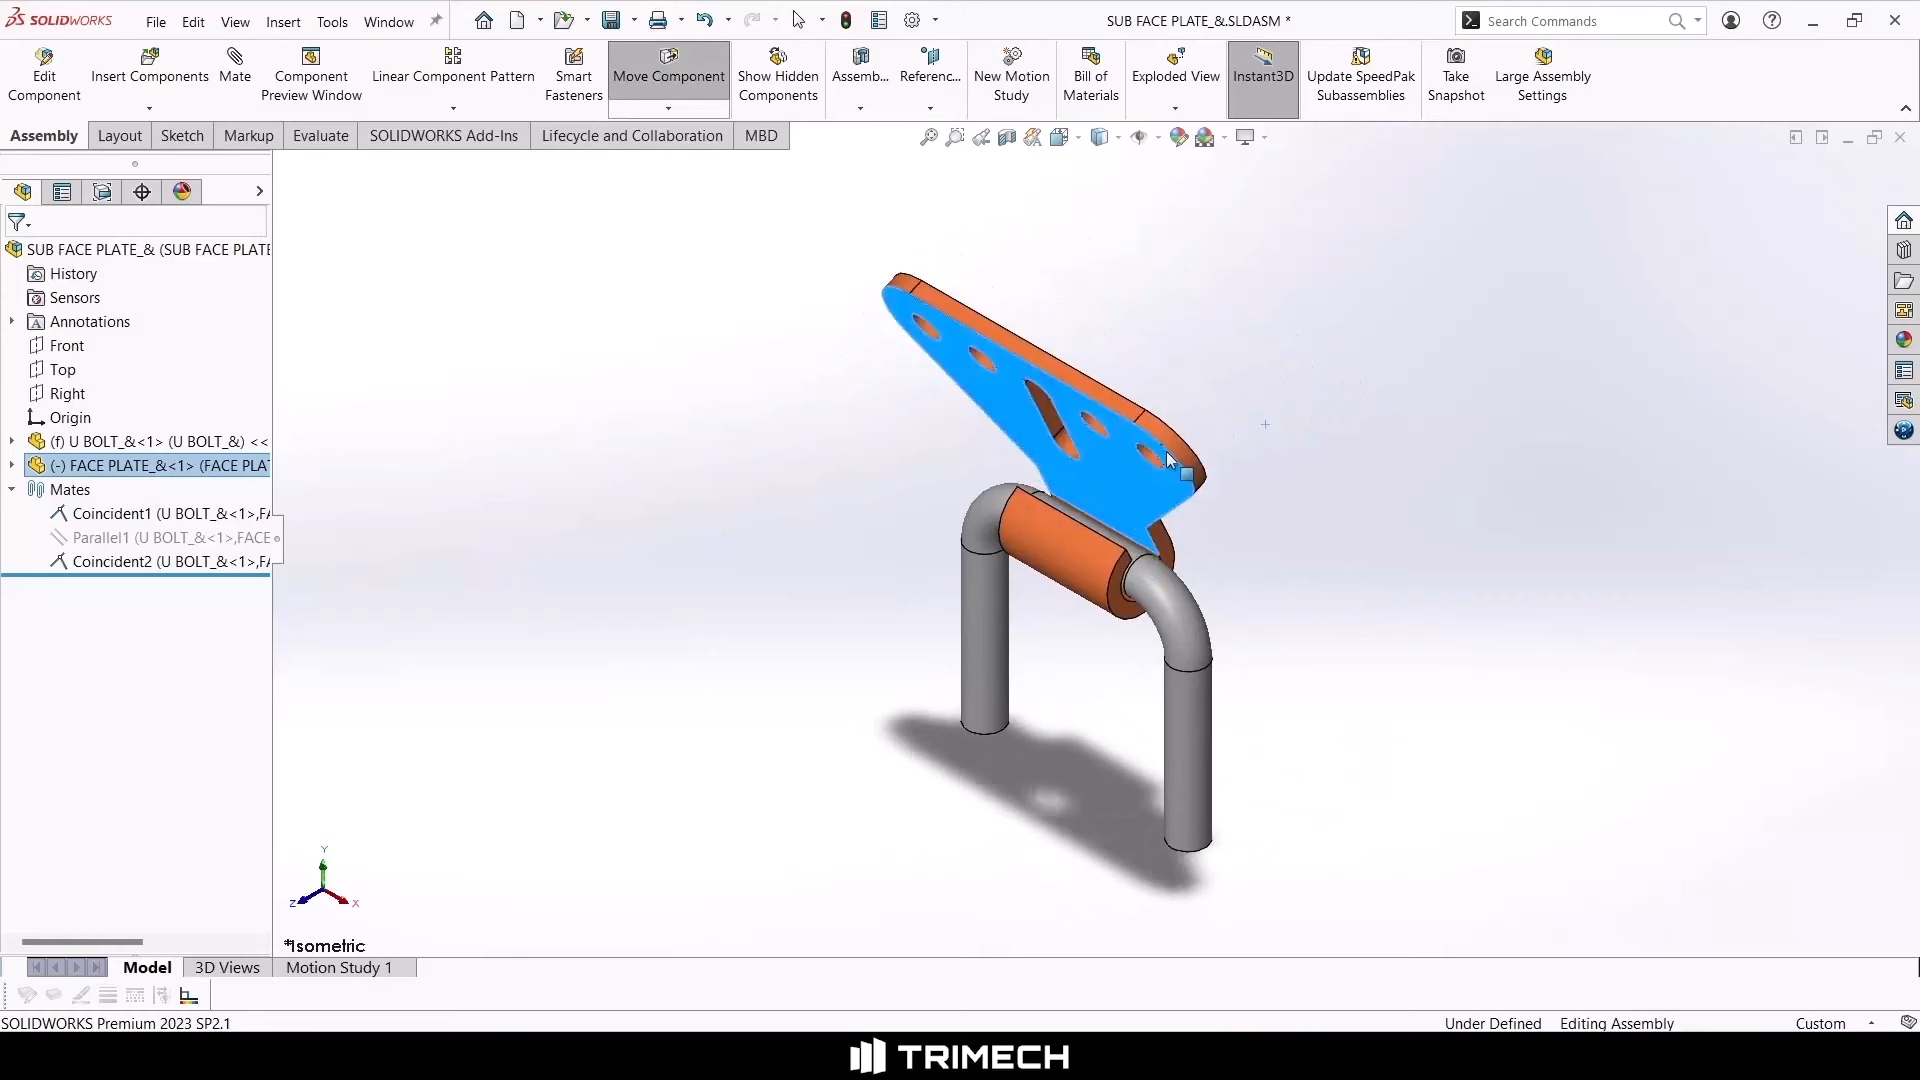 SOLIDWORKS File Edit View Insert Tools Window SUB FACE PLATE_&.SLDASM * Search Commands
Edit Component
Insert Components
Mate
Component Preview Window
Linear Component Pattern
Smart Fasteners
Move Component
Show Hidden Components
Assemb...
Referenc...
New Motion Study
Bill of Materials
Exploded View
Instant3D
Update SpeedPak Subassemblies
Take Snapshot
Large Assembly Settings
Assembly Layout Sketch Markup Evaluate SOLIDWORKS Add-Ins Lifecycle and Collaboration MBD
SUB FACE PLATE_& (SUB FACE PLATE
History
Sensors
Annotations
Front
Top
Right
Origin
(f) U BOLT_&<1> (U BOLT_&) <<
(-) FACE PLATE_&<1> (FACE PLA
Mates
Coincident1 (U BOLT_&<1>,FA
Parallel1 (U BOLT_&<1>,FACE
Coincident2 (U BOLT_&<1>,FA
Y
Z X
*Isometric
Model 3D Views Motion Study 1
SOLIDWORKS Premium 2023 SP2.1 Under Defined Editing Assembly Custom
TRIMECH